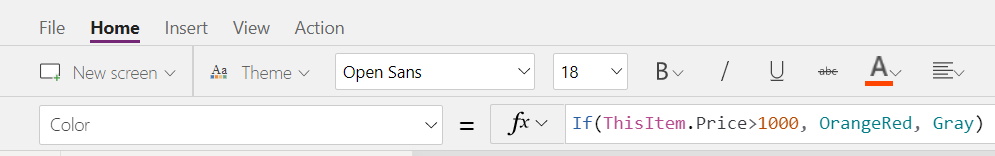 File Home Insert View Action
New screen Aa Theme Open Sans 18 B / U abc A
Color = fx If(ThisItem.Price>1000, OrangeRed, Gray)